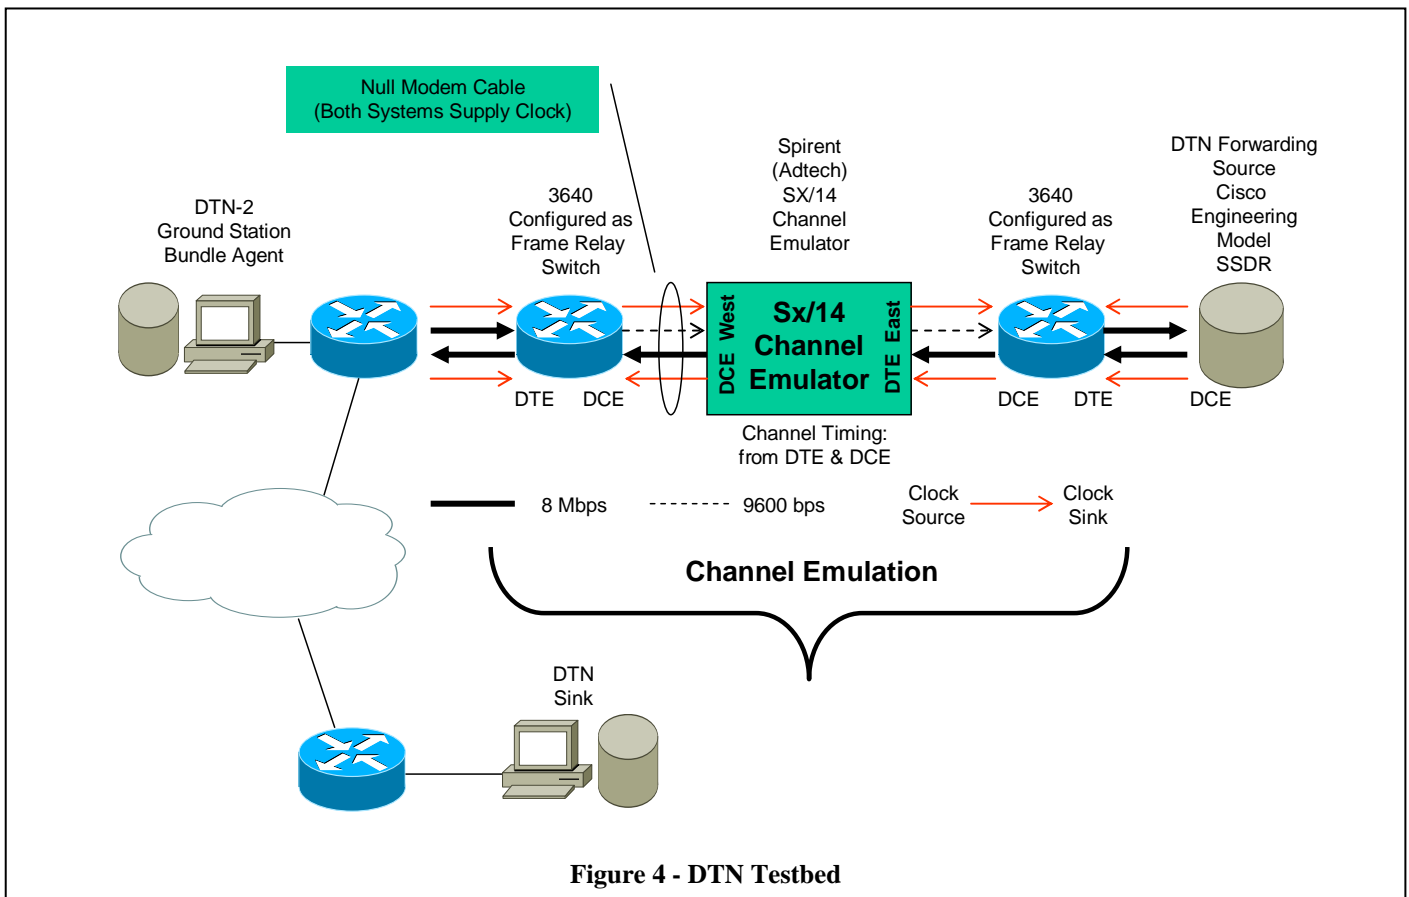 Null Modem Cable
(Both Systems Supply Clock)
Spirent
(Adtech)
SX/14
Channel
Emulator
DTN Forwarding
Source
Cisco
Engineering
Model
SSDR
DTN-2
Ground Station
Bundle Agent
3640
Configured as
Frame Relay
Switch
3640
Configured as
Frame Relay
Switch
DCE West
Sx/14
Channel
Emulator
DTE East
DTE
DCE
DCE
DTE
DCE
Channel Timing:
from DTE & DCE
8 Mbps
9600 bps
Clock
Source
Clock
Sink
Channel Emulation
DTN
Sink
Figure 4 - DTN Testbed